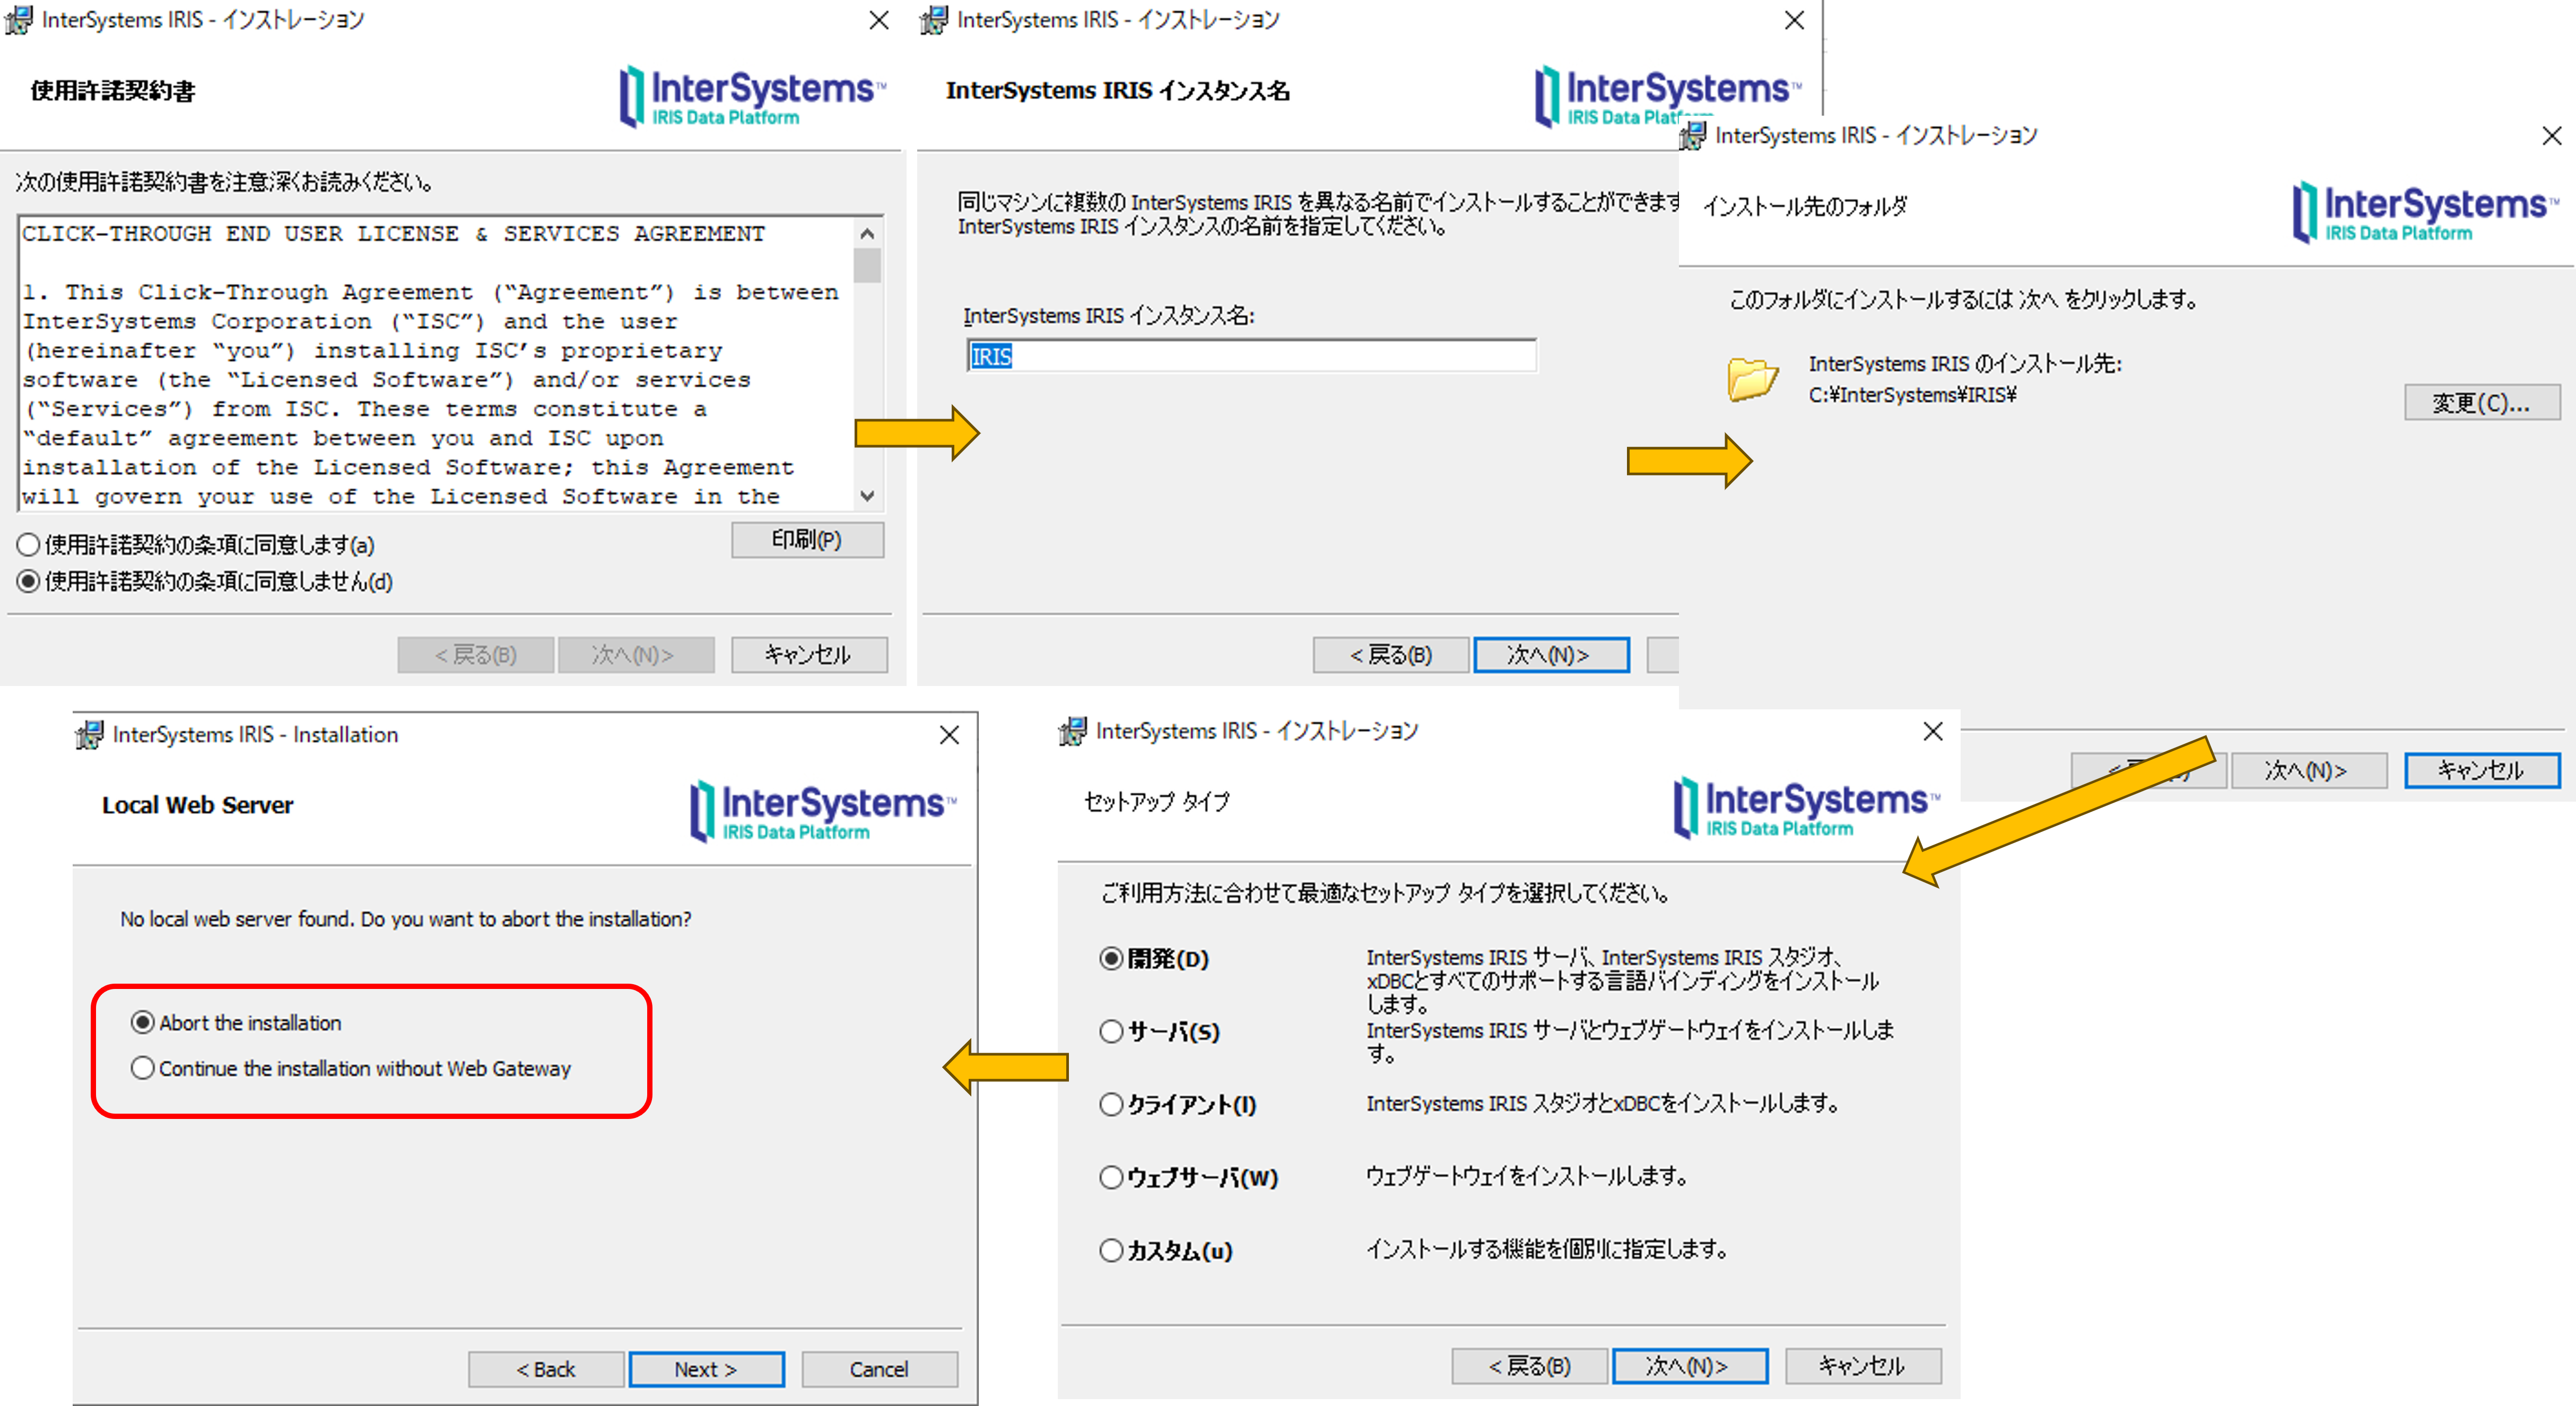 InterSystems IRIS - インストレーション
使用許諾契約書
InterSystems™
IRIS Data Platform
次の使用許諾契約書を注意深くお読みください。
CLICK-THROUGH END USER LICENSE & SERVICES AGREEMENT
1. This Click-Through Agreement (“Agreement”) is between
InterSystems Corporation (“ISC”) and the user
(hereinafter “you”) installing ISC’s proprietary
software (the “Licensed Software”) and/or services
(“Services”) from ISC. These terms constitute a
“default” agreement between you and ISC upon
installation of the Licensed Software; this Agreement
will govern your use of the Licensed Software in the
使用許諾契約の条項に同意します(a)
印刷(P)
使用許諾契約の条項に同意しません(d)
< 戻る(B) 次へ(N)> キャンセル
InterSystems IRIS - インストレーション
InterSystems IRIS インスタンス名
InterSystems™
IRIS Data
同じマシンに複数の InterSystems IRIS を異なる名前でインストールすることができます
InterSystems IRIS インスタンスの名前を指定してください。
InterSystems IRIS インスタンス名:
IRIS
< 戻る(B) 次へ(N)>
InterSystems IRIS - インストレーション
インストール先のフォルダ
InterSystems™
IRIS Data Platform
このフォルダにインストールするには 次へ をクリックします。
InterSystems IRIS のインストール先:
C:¥InterSystems¥IRIS¥
変更(C)...
次へ(N)> キャンセル
InterSystems IRIS - インストレーション
セットアップ タイプ
InterSystems™
IRIS Data Platform
ご利用方法に合わせて最適なセットアップ タイプを選択してください。
開発(D) InterSystems IRIS サーバ、InterSystems IRIS スタジオ、
xDBCとすべてのサポートする言語バインディングをインストール
します。
サーバ(S) InterSystems IRIS サーバとウェブゲートウェイをインストールしま
す。
クライアント(l) InterSystems IRIS スタジオとxDBCをインストールします。
ウェブサーバ(W) ウェブゲートウェイをインストールします。
カスタム(u) インストールする機能を個別に指定します。
< 戻る(B) 次へ(N)> キャンセル
InterSystems IRIS - Installation
Local Web Server
InterSystems™
IRIS Data Platform
No local web server found. Do you want to abort the installation?
Abort the installation
Continue the installation without Web Gateway
< Back Next > Cancel